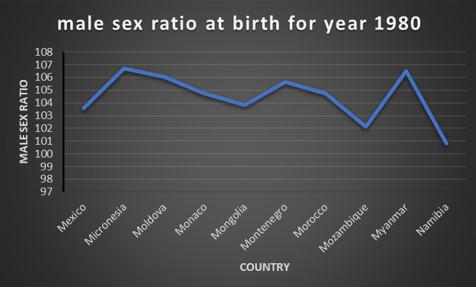 male sex ratio at birth for year 1980
MALE SEX RATIO
108
107
106
105
104
103
102
101
100
99
98
97
Mexico
Micronesia
Moldova
Monaco
Mongolia
Montenegro
Morocco
Mozambique
Myanmar
Namibia
COUNTRY